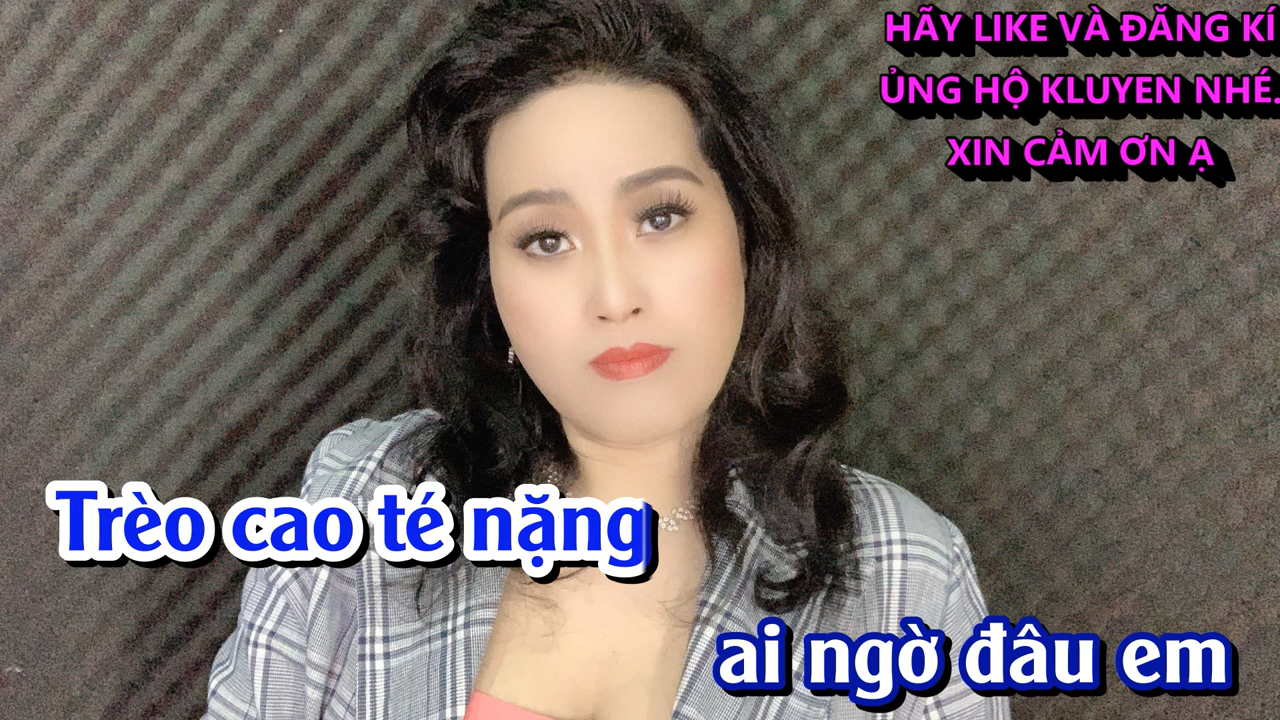 HÃY LIKE VÀ ĐĂNG KÍ
ỦNG HỘ KLUYEN NHÉ.
XIN CẢM ƠN Ạ
Trèo cao té nặng
ai ngờ đâu em